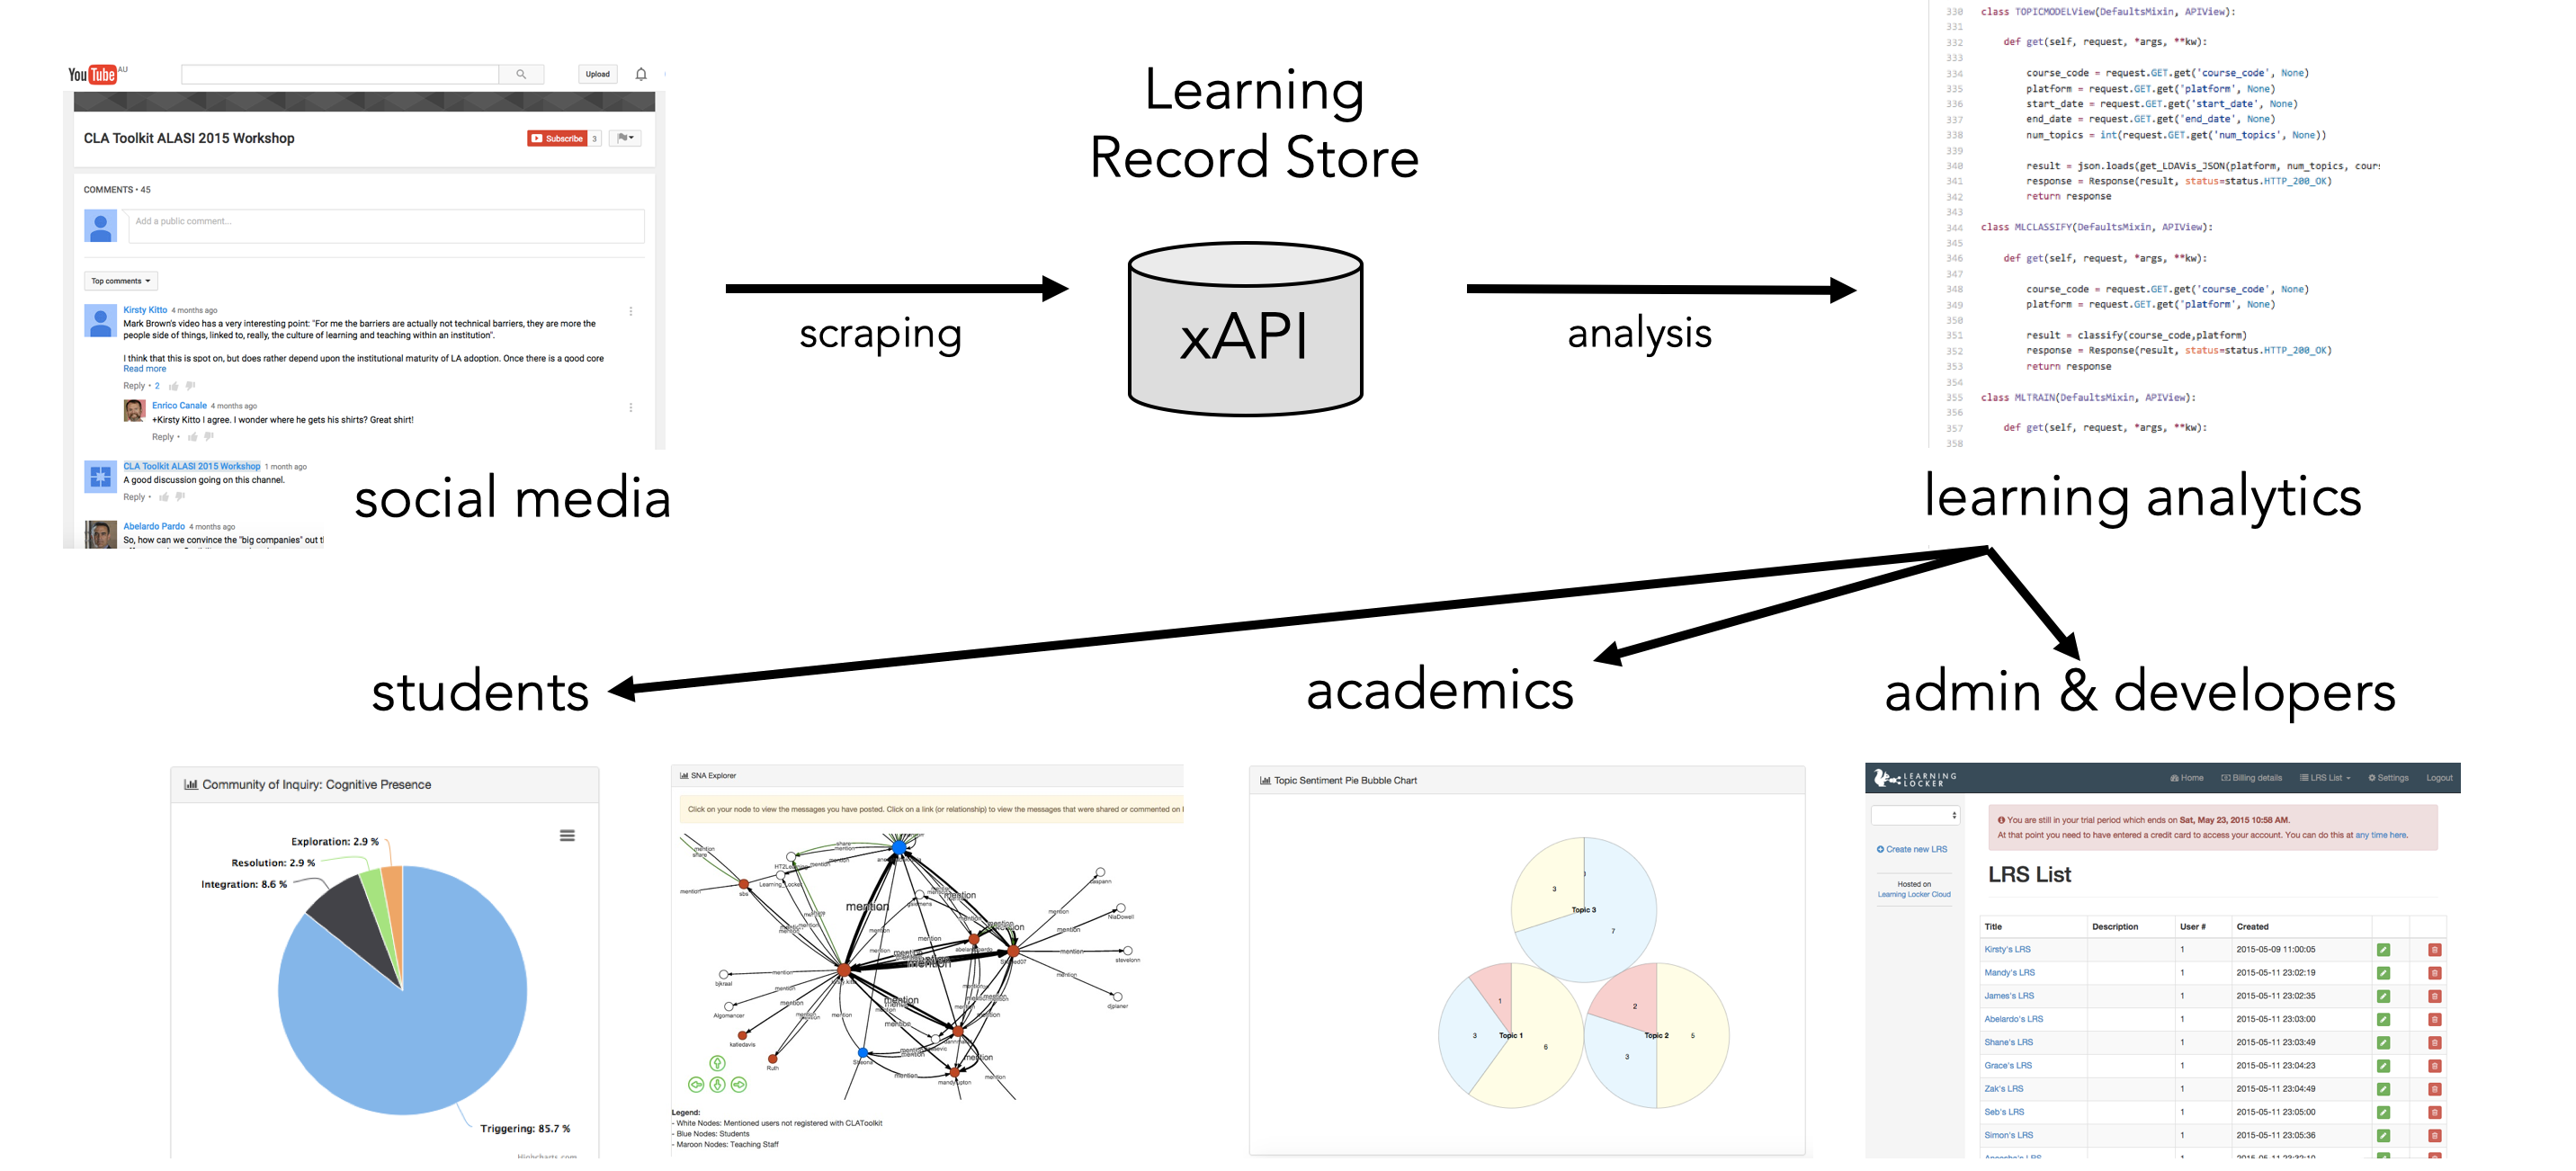 You Tube AU
Upload
CLA Toolkit ALASI 2015 Workshop
Subscribe 3
COMMENTS • 45
Add a public comment...
Top comments
Kirsty Kitto 4 months ago
Mark Brown's video has a very interesting point: "For me the barriers are actually not technical barriers, they are more the
people side of things, linked to, really, the culture of learning and teaching within an institution".
I think that this is spot on, but does rather depend upon the institutional maturity of LA adoption. Once there is a good core
Read more
Reply • 2
Enrico Canale 4 months ago
+Kirsty Kitto I agree. I wonder where he gets his shirts? Great shirt!
Reply •
CLA Toolkit ALASI 2015 Workshop 1 month ago
A good discussion going on this channel.
Reply •
Abelardo Pardo 4 months ago
So, how can we convince the "big companies" out t
social media
scraping
Learning
Record Store
xAPI
analysis
330 class TOPICMODELView(DefaultsMixin, APIView):
331
332 def get(self, request, *args, **kw):
333
334 course_code = request.GET.get('course_code', None)
335 platform = request.GET.get('platform', None)
336 start_date = request.GET.get('start_date', None)
337 end_date = request.GET.get('end_date', None)
338 num_topics = int(request.GET.get('num_topics', None))
339
340 result = json.loads(get_LDAVis_JSON(platform, num_topics, cour
341 response = Response(result, status=status.HTTP_200_OK)
342 return response
343
344 class MLCLASSIFY(DefaultsMixin, APIView):
345
346 def get(self, request, *args, **kw):
347
348 course_code = request.GET.get('course_code', None)
349 platform = request.GET.get('platform', None)
350
351 result = classify(course_code,platform)
352 response = Response(result, status=status.HTTP_200_OK)
353 return response
354
355 class MLTRAIN(DefaultsMixin, APIView):
356
357 def get(self, request, *args, **kw):
358
learning analytics
students
academics
admin & developers
Community of Inquiry: Cognitive Presence
Exploration: 2.9 %
Resolution: 2.9 %
Integration: 8.6 %
Triggering: 85.7 %
Highcharts.com
SNA Explorer
Click on your node to view the messages you have posted. Click on a link (or relationship) to view the messages that were shared or commented on
mention
share
HT2Learning
Learning_Locker
sbs
mention
mention
mention
NiaDowell
stevelonn
djplaner
bjkraal
Algomancer
katiedavis
Ruth
Sheona
mandylupton
Legend:
- White Nodes: Mentioned users not registered with CLAToolkit
- Blue Nodes: Students
- Maroon Nodes: Teaching Staff
Topic Sentiment Pie Bubble Chart
3
Topic 3
7
1
3
Topic 1
6
2
Topic 2
5
3
LEARNING
LOCKER
Home
Billing details
LRS List
Settings
Logout
You are still in your trial period which ends on Sat, May 23, 2015 10:58 AM.
At that point you need to have entered a credit card to access your account. You can do this at any time here.
Create new LRS
Hosted on
Learning Locker Cloud
LRS List
Title Description User # Created
Kirsty's LRS 1 2015-05-09 11:00:05
Mandy's LRS 1 2015-05-11 23:02:19
James's LRS 1 2015-05-11 23:02:35
Abelardo's LRS 1 2015-05-11 23:03:00
Shane's LRS 1 2015-05-11 23:03:49
Grace's LRS 1 2015-05-11 23:04:23
Zak's LRS 1 2015-05-11 23:04:49
Seb's LRS 1 2015-05-11 23:05:00
Simon's LRS 1 2015-05-11 23:05:36